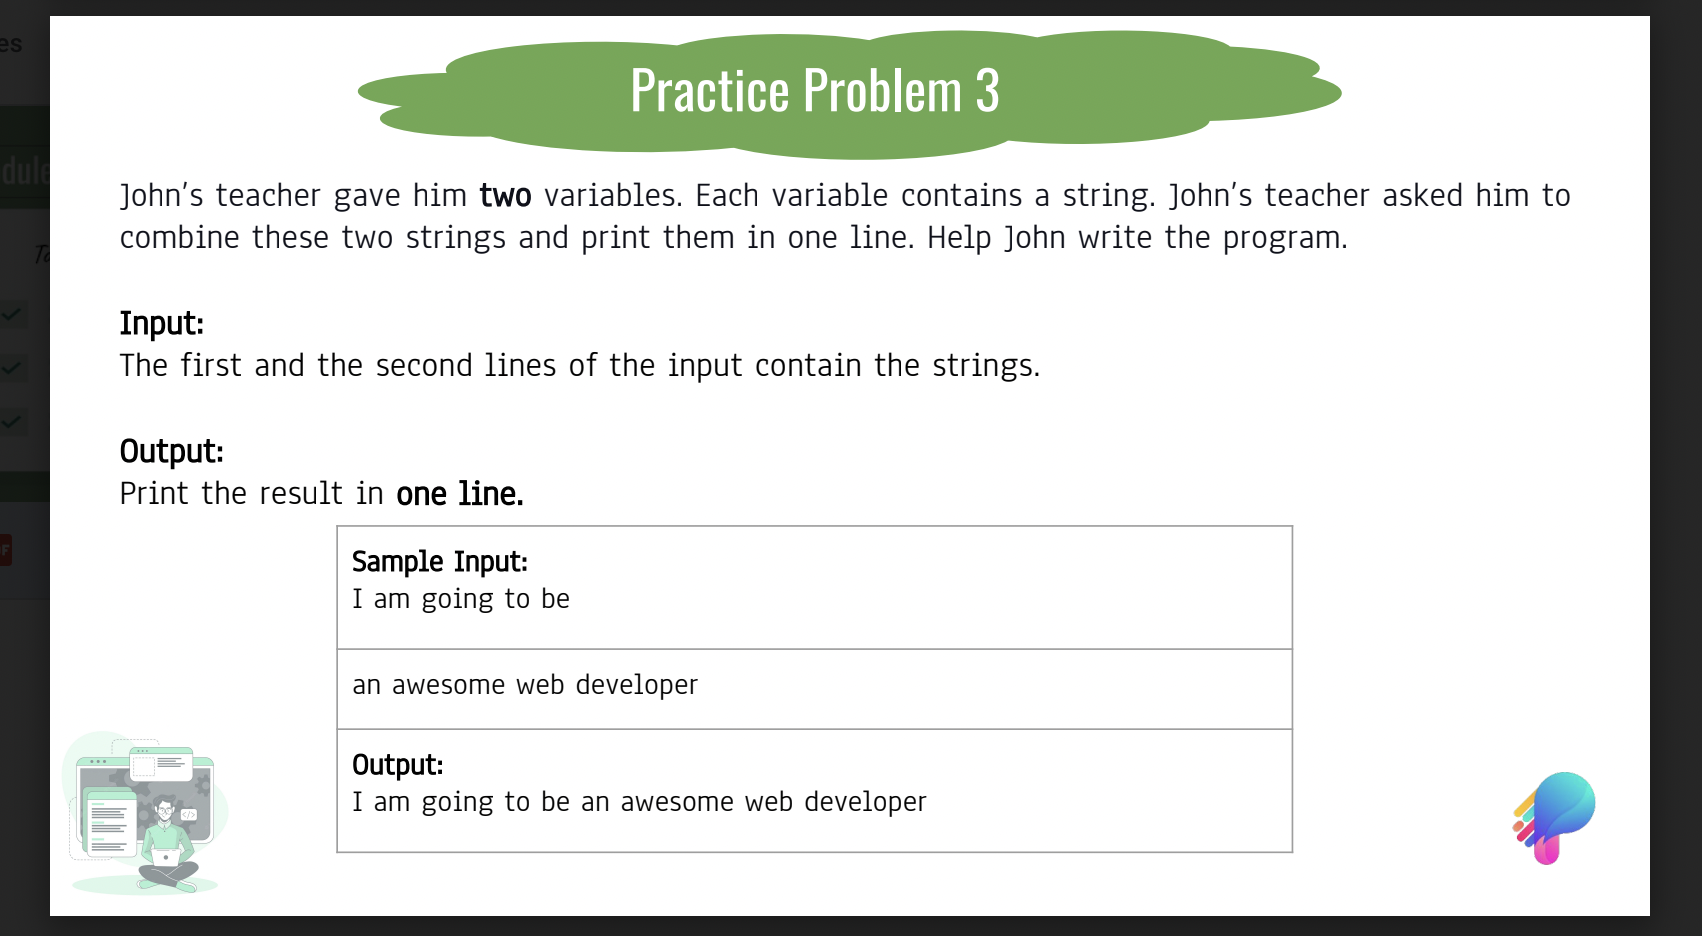 es
Practice Problem 3
dule
John's teacher gave him two variables. Each variable contains a string. John's teacher asked him to
combine these two strings and print them in one line. Help John write the program.
To
Input:
The first and the second lines of the input contain the strings.
Output:
Print the result in one line.
F
Sample Input:
I am going to be
an awesome web developer
Output:
I am going to be an awesome web developer